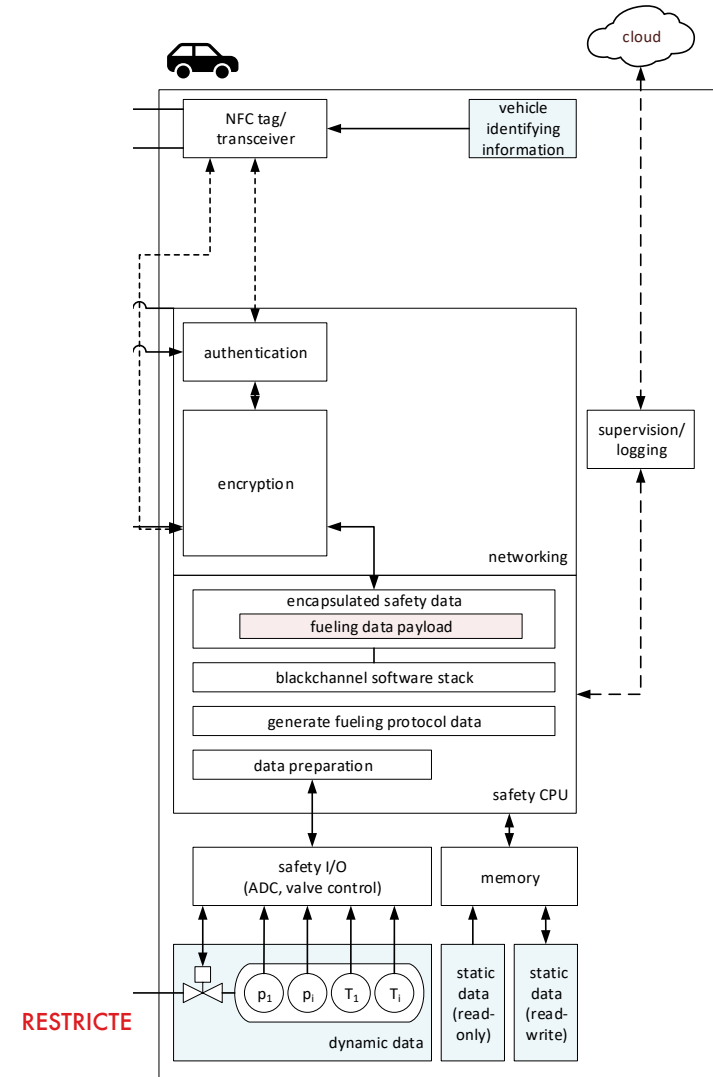 cloud
NFC tag/
transceiver
vehicle
identifying
information
authentication
supervision/
logging
encryption
networking
encapsulated safety data
fueling data payload
blackchannel software stack
generate fueling protocol data
data preparation
safety CPU
safety I/O
(ADC, valve control)
memory
p1
pi
T1
Ti
static
data
(read-
only)
static
data
(read-
write)
RESTRICTE
dynamic data